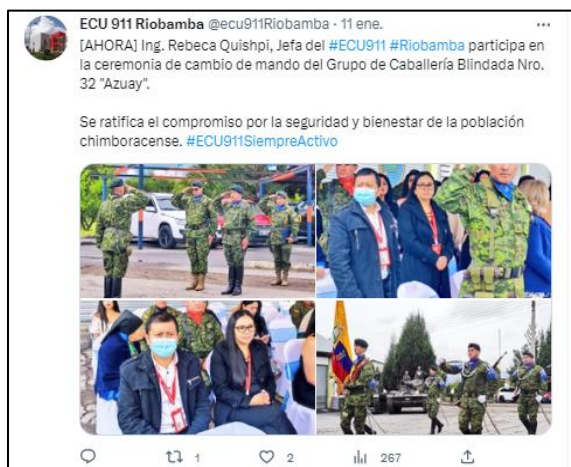 ECU 911 Riobamba @ecu911Riobamba · 11 ene.
[AHORA] Ing. Rebeca Quishpi, Jefa del #ECU911 #Riobamba participa en
la ceremonia de cambio de mando del Grupo de Caballería Blindada Nro.
32 "Azuay".
Se ratifica el compromiso por la seguridad y bienestar de la población
chimboracense. #ECU911SiempreActivo
1 2 267